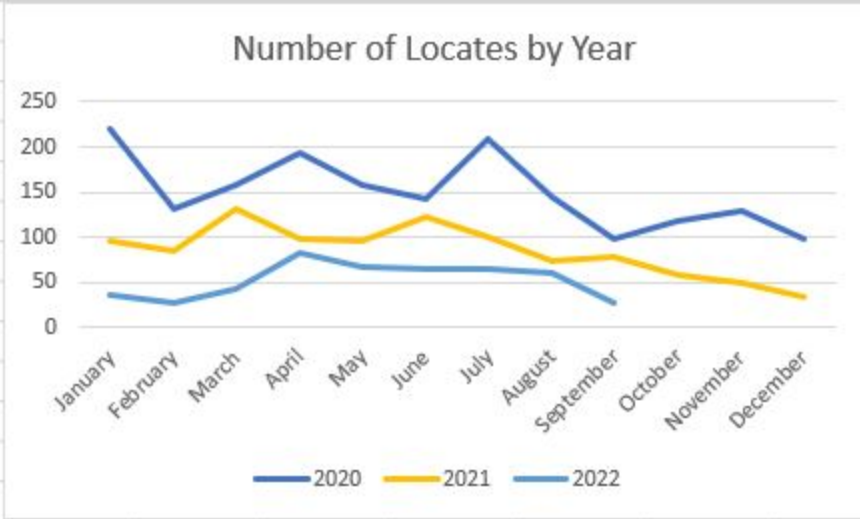 Number of Locates by Year
250
200
150
100
50
0
January
February
March
April
May
June
July
August
September
October
November
December
2020
2021
2022